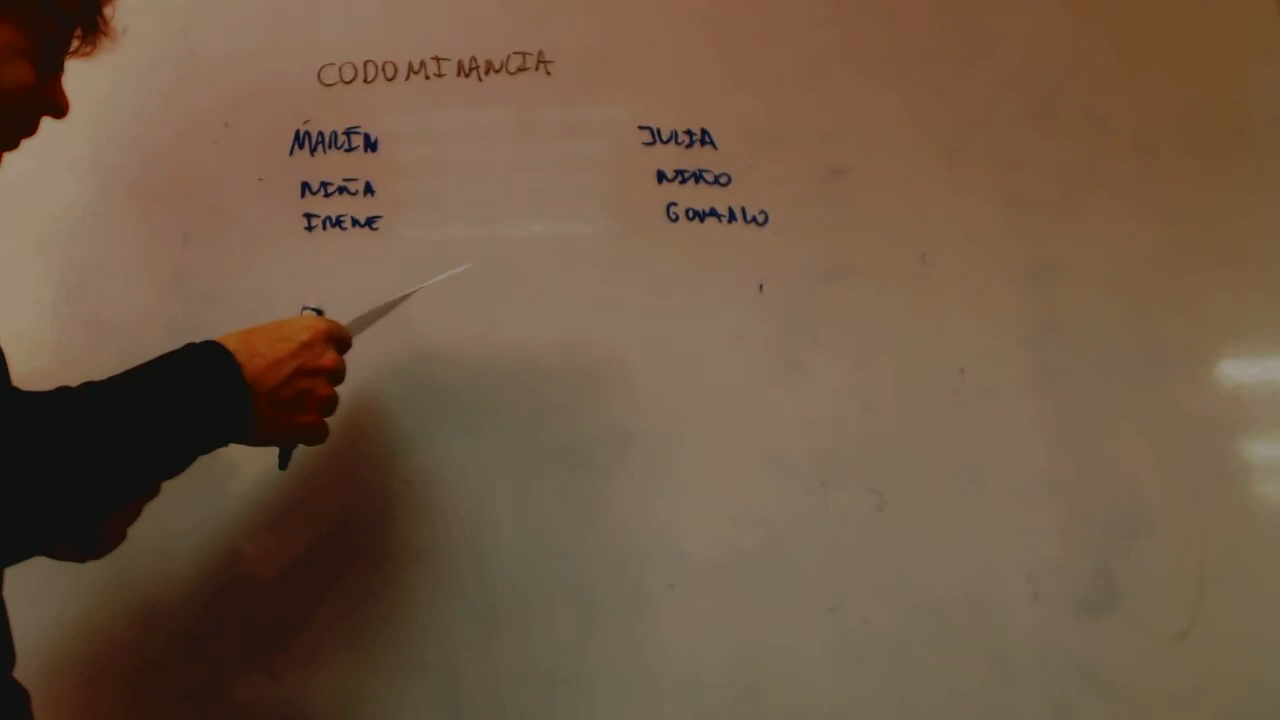 CODOMINANCIA
MARÍN
NIÑA
IRENE
JULIA
NIÑO
GONZALO